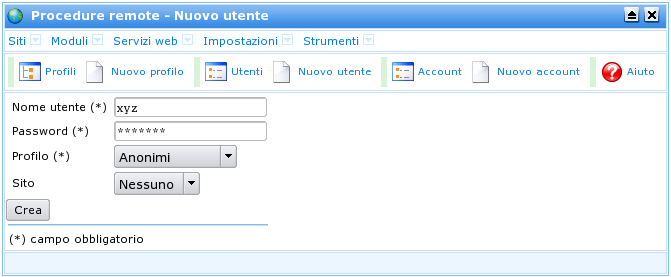 Procedure remote - Nuovo utente
Siti Moduli Servizi web Impostazioni Strumenti
Profili Nuovo profilo Utenti Nuovo utente Account Nuovo account Aiuto
Nome utente (*) xyz
Password (*) *******
Profilo (*) Anonimi
Sito Nessuno
Crea
(*) campo obbligatorio